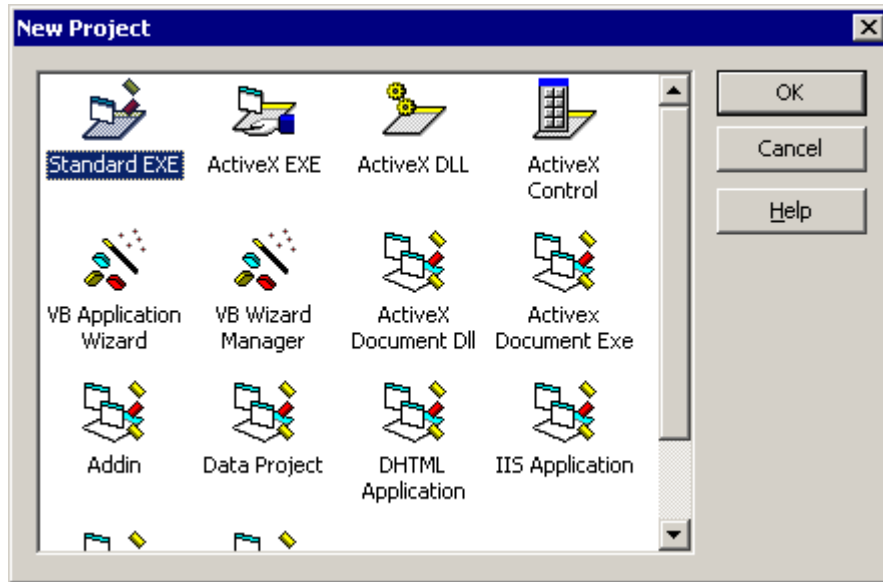 New Project
OK
Cancel
Help
Standard EXE
ActiveX EXE
ActiveX DLL
ActiveX
Control
VB Application
Wizard
VB Wizard
Manager
ActiveX
Document Dll
Activex
Document Exe
Addin
Data Project
DHTML
Application
IIS Application